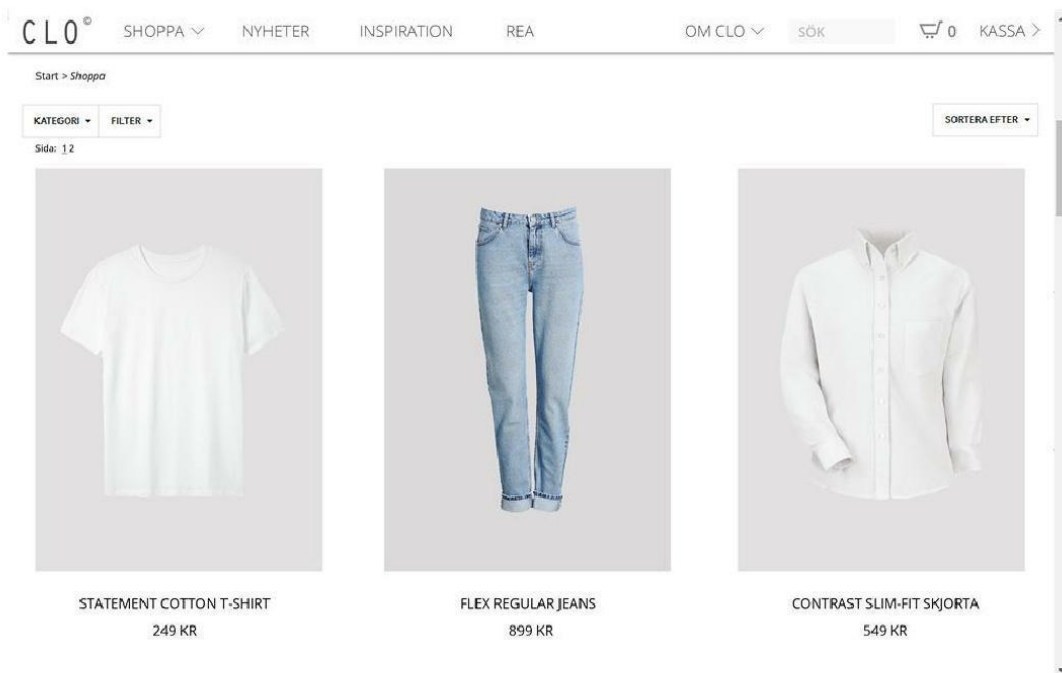 CLO© SHOPPA NYHETER INSPIRATION REA OM CLO SÖK 0 KASSA >
Start > Shoppa
KATEGORI FILTER SORTERA EFTER
Sida: 1 2
STATEMENT COTTON T-SHIRT FLEX REGULAR JEANS CONTRAST SLIM-FIT SKJORTA
249 KR 899 KR 549 KR